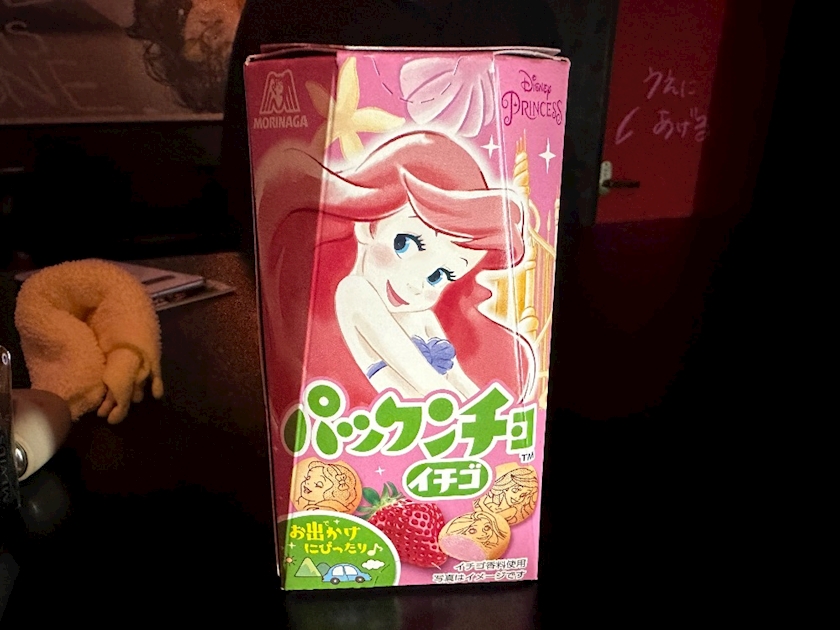 MORINAGA
Disney
PRINCESS
パックンチョ
TM
イチゴ
お出かけ
にぴったり♪
イチゴ香料使用
写真はイメージです
うえに
あげる